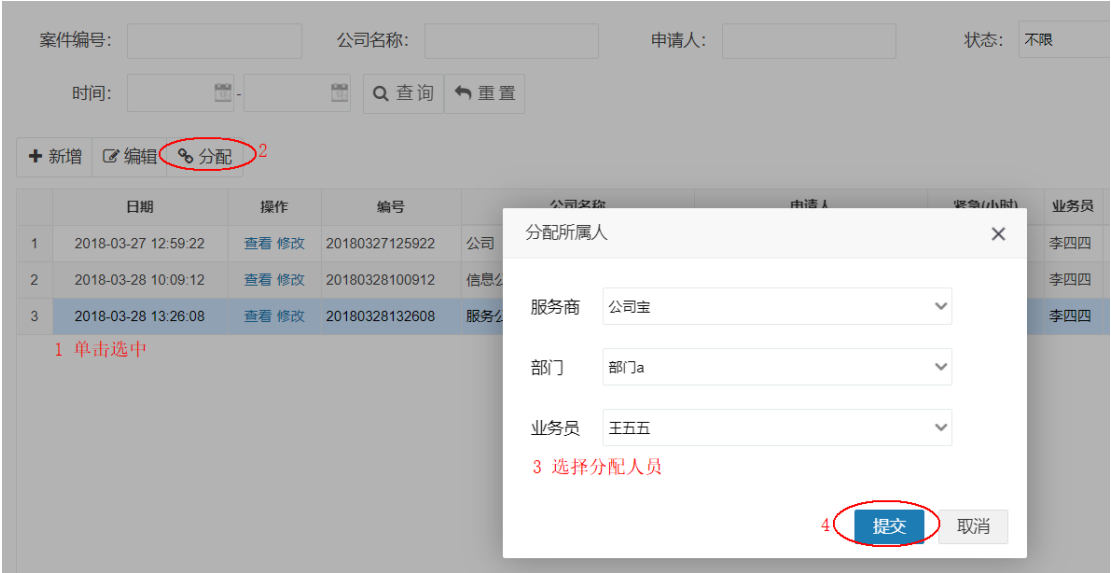 案件编号: 公司名称: 申请人: 状态: 不限
时间: - 查询 重置
新增 编辑 分配 2
日期 操作 编号 公司名称 申请人 紧急(小时) 业务员
1 2018-03-27 12:59:22 查看 修改 20180327125922 公司 李四四
2 2018-03-28 10:09:12 查看 修改 20180328100912 信息 李四四
3 2018-03-28 13:26:08 查看 修改 20180328132608 服务 李四四
1 单击选中
分配所属人
服务商 公司宝
部门 部门a
业务员 王五五
3 选择分配人员
4 提交 取消